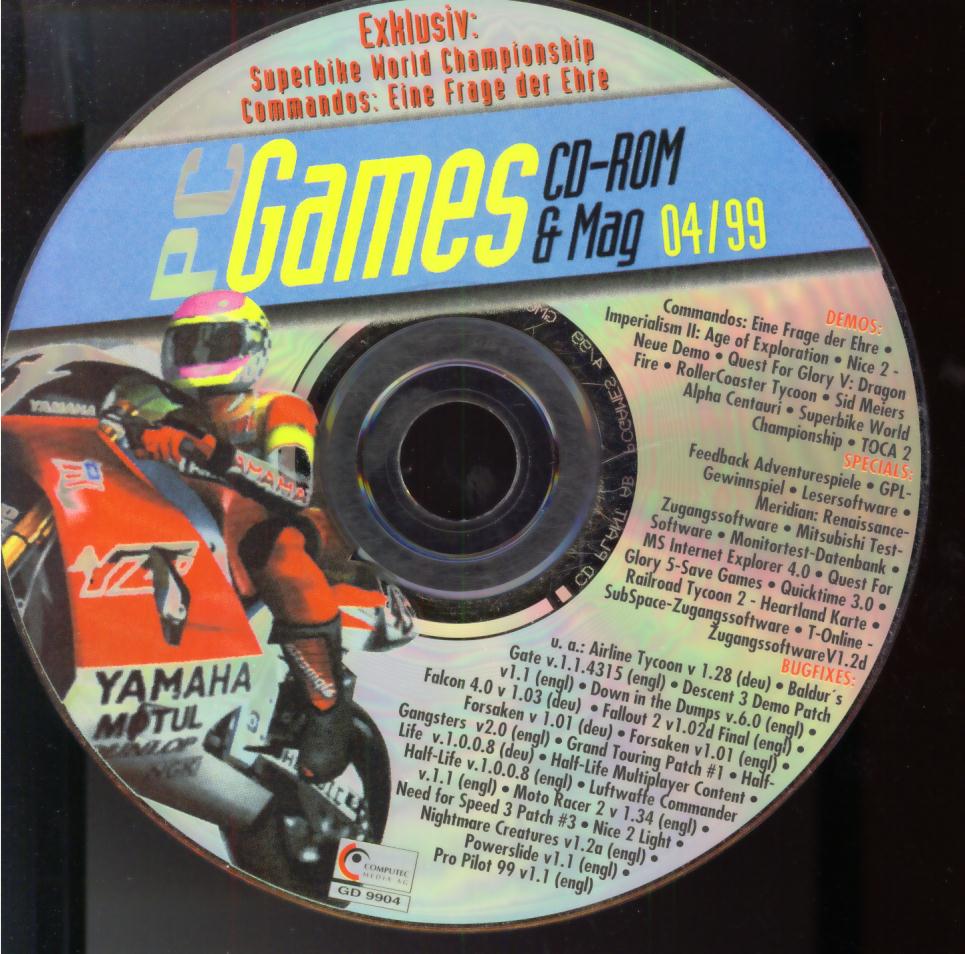 Exklusiv:
Superbike World Championship
Commandos: Eine Frage der Ehre
PC Games CD-ROM
& Mag 04/99
DEMOS:
Commandos: Eine Frage der Ehre •
Imperialism II: Age of Exploration • Nice 2 -
Neue Demo • Quest For Glory V: Dragon
Fire • RollerCoaster Tycoon • Sid Meiers
Alpha Centauri • Superbike World
Championship • TOCA 2
SPECIALS:
Feedback Adventurespiele • GPL-
Gewinnspiel • Lesersoftware •
Meridian: Renaissance-
Zugangssoftware • Mitsubishi Test-
Software • Monitortest-Datenbank •
MS Internet Explorer 4.0 • Quest For
Glory 5-Save Games • Quicktime 3.0 •
Railroad Tycoon 2 - Heartland Karte •
SubSpace-Zugangssoftware • T-Online -
ZugangssoftwareV1.2d
BUGFIXES:
u. a.: Airline Tycoon v 1.28 (deu) • Baldur´s
Gate v.1.1.4315 (engl) • Descent 3 Demo Patch
v1.1 (engl) • Down in the Dumps v.6.0 (engl) •
Falcon 4.0 v 1.03 (deu) • Fallout 2 v1.02d Final (engl) •
Forsaken v 1.01 (deu) • Forsaken v1.01 (engl) •
Gangsters v2.0 (engl) • Grand Touring Patch #1 • Half-
Life v.1.0.0.8 (deu) • Half-Life Multiplayer Content •
Half-Life v.1.0.0.8 (engl) • Luftwaffe Commander
v.1.1 (engl) • Moto Racer 2 v 1.34 (engl) •
Need for Speed 3 Patch #3 • Nice 2 Light •
Nightmare Creatures v1.2a (engl) •
Powerslide v1.1 (engl) •
Pro Pilot 99 v1.1 (engl)
YAMAHA
YAMAHA
YAMAHA
MOTUL
DUNLOP
NGK
COMPUTEC
MEDIA AG
GD 9904
CD PLANT AB PCGAMES